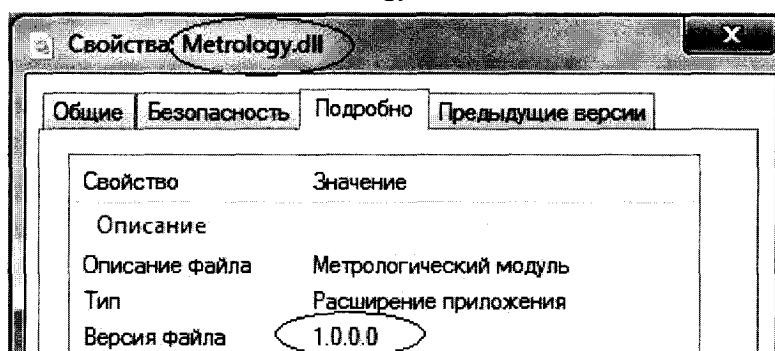 Свойства: Metrology.dll
x
Общие Безопасность Подробно Предыдущие версии
Свойство Значение
Описание
Описание файла Метрологический модуль
Тип Расширение приложения
Версия файла 1.0.0.0